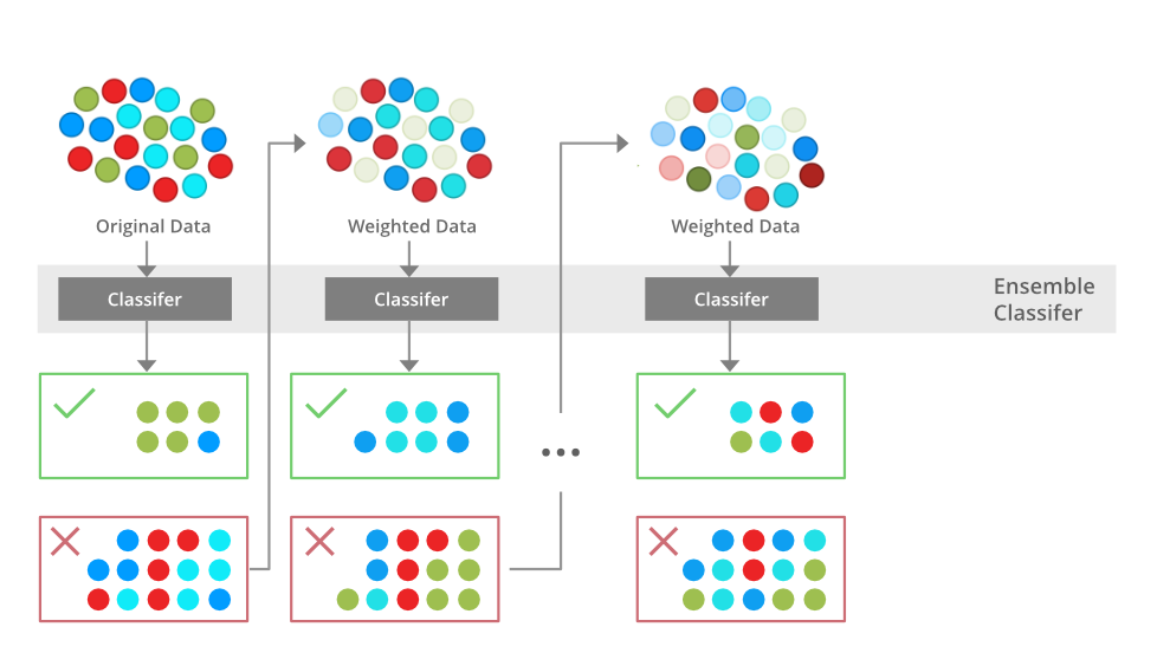 Original Data
Weighted Data
Weighted Data
Classifer
Classifer
Classifer
Ensemble
Classifer
...